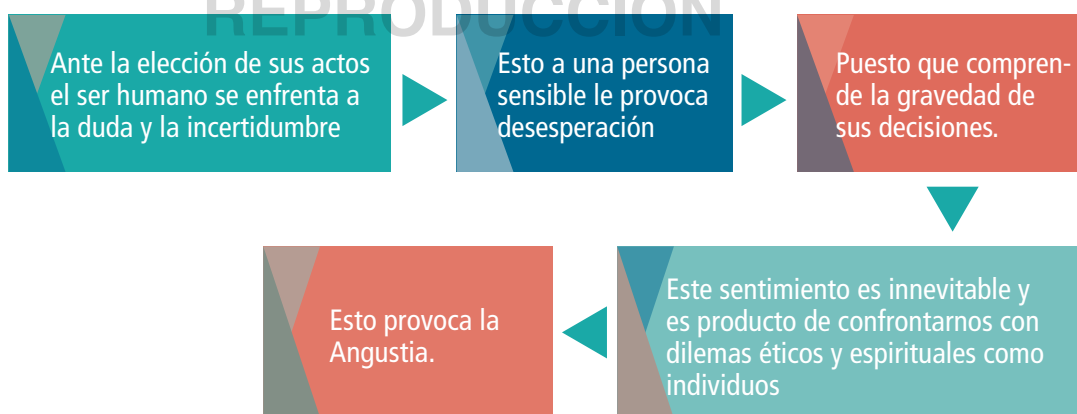 REPRODUCCIÓN
Ante la elección de sus actos
el ser humano se enfrenta a
la duda y la incertidumbre
Esto a una persona
sensible le provoca
desesperación
Puesto que compren-
de la gravedad de
sus decisiones.
Este sentimiento es innevitable y
es producto de confrontarnos con
dilemas éticos y espirituales como
individuos
Esto provoca la
Angustia.